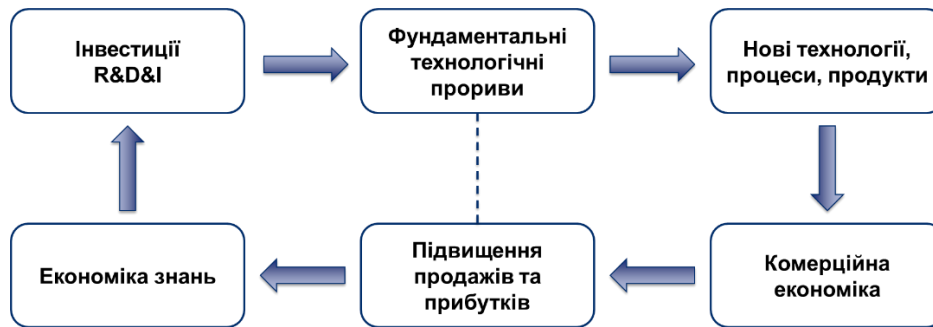 Інвестиції
R&D&I
Фундаментальні
технологічні
прориви
Нові технології,
процеси, продукти
Економіка знань
Підвищення
продажів та
прибутків
Комерційна
економіка